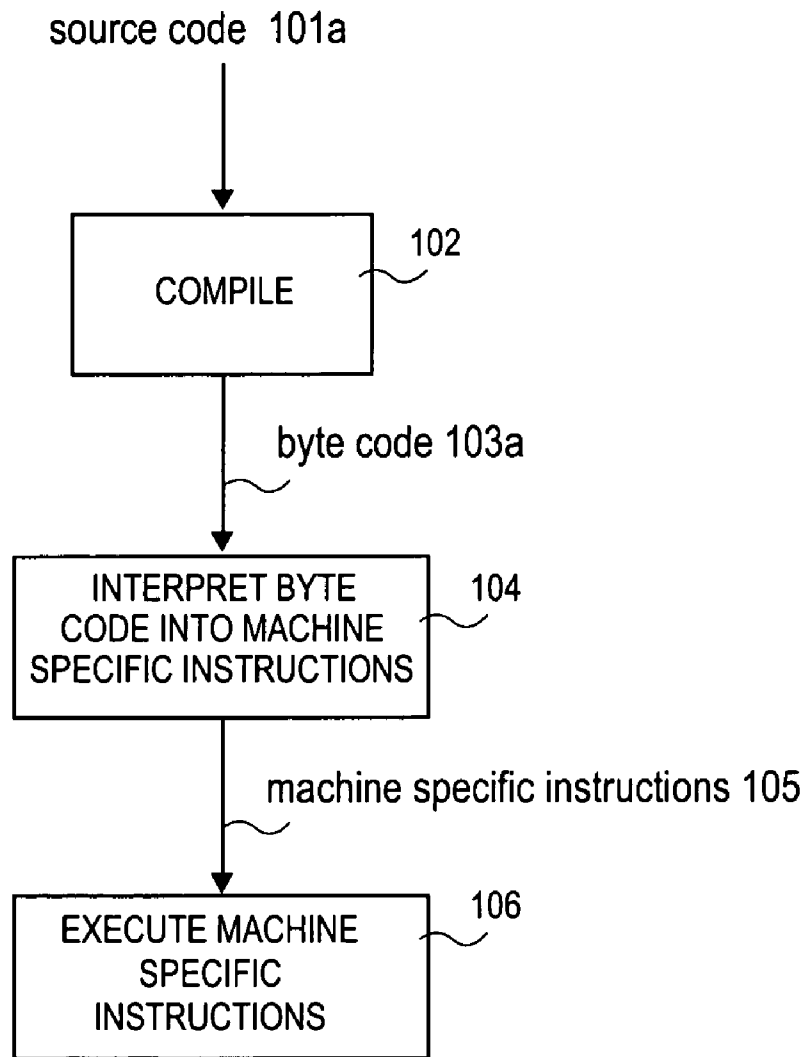 source code 101a
102
COMPILE
byte code 103a
104
INTERPRET BYTE
CODE INTO MACHINE
SPECIFIC INSTRUCTIONS
machine specific instructions 105
106
EXECUTE MACHINE
SPECIFIC
INSTRUCTIONS